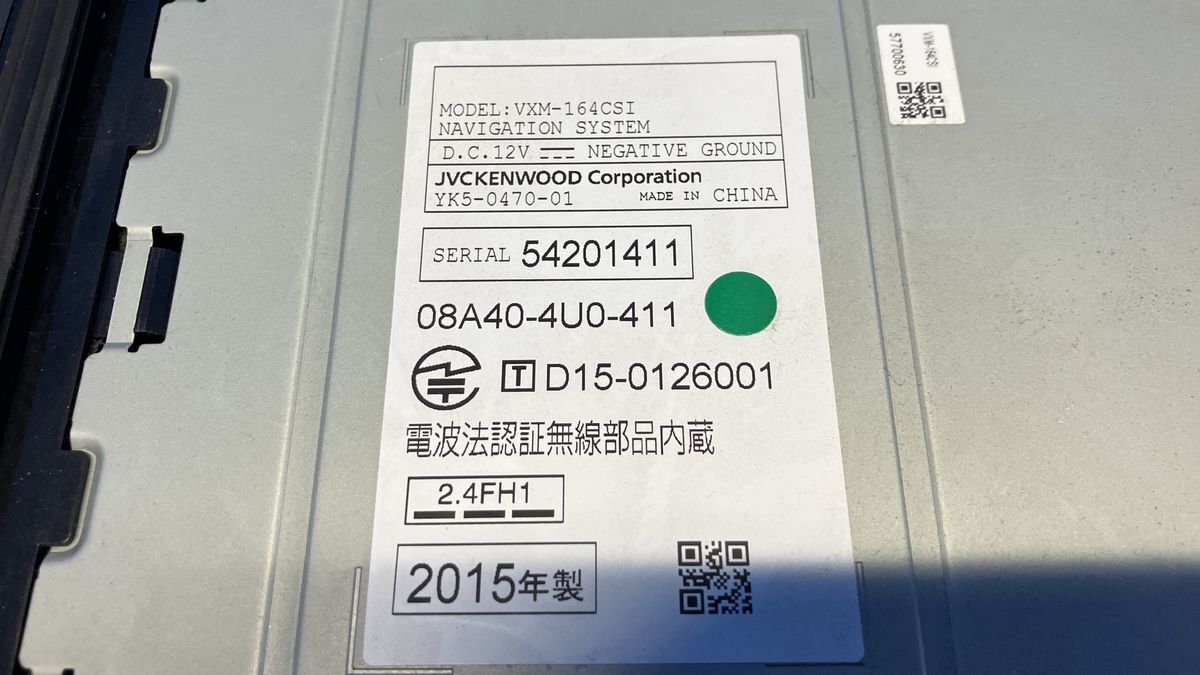 MODEL:VXM-164CSI
NAVIGATION SYSTEM
D.C.12V NEGATIVE GROUND
JVCKENWOOD Corporation
YK5-0470-01 MADE IN CHINA
SERIAL 54201411
08A40-4U0-411
T D15-0126001
電波法認証無線部品内蔵
2.4FH1
2015年製
VXM-164CSI
57700630